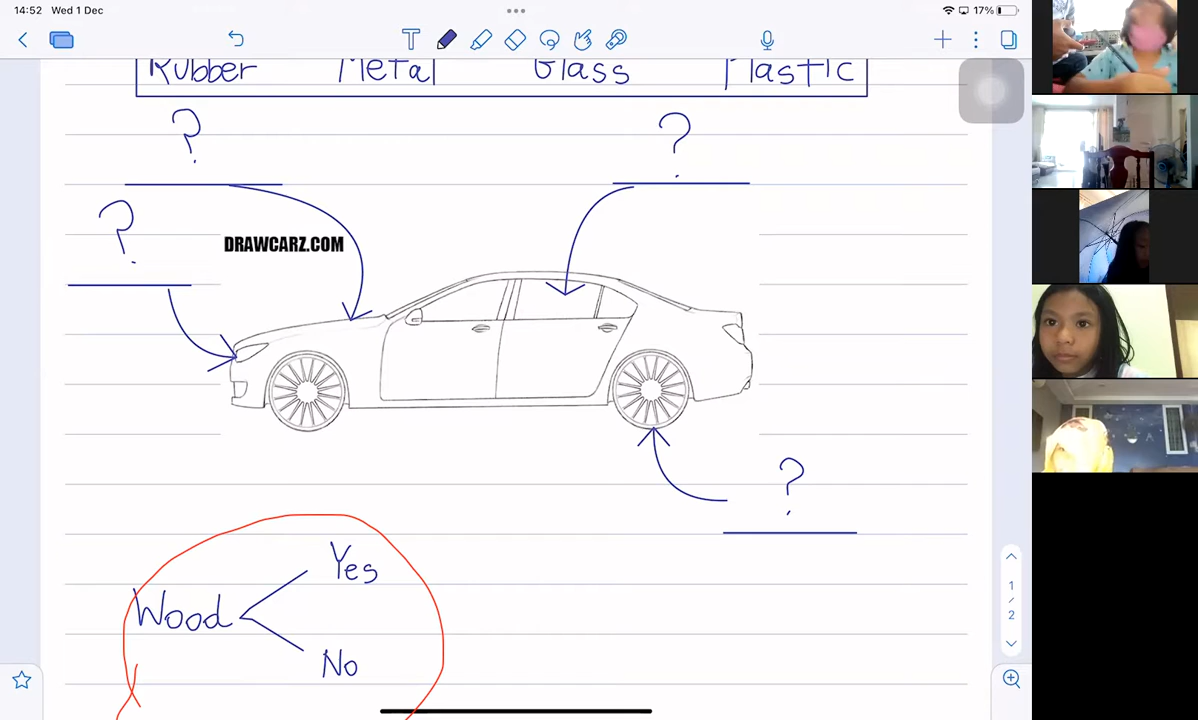 14:52 Wed 1 Dec
17%
T
Rubber Metal Glass Plastic
?
?
?
DRAWCARZ.COM
?
Yes
Wood
No
1
/
2